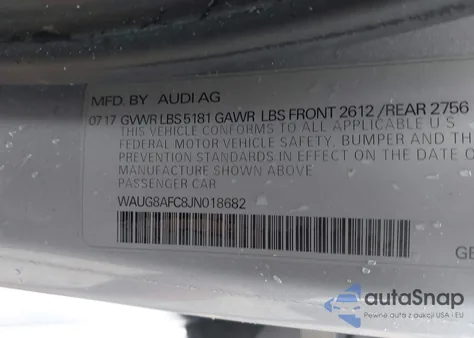 MFD. BY AUDI AG
07 17 GVWR LBS 5181 GAWR LBS FRONT 2612 /REAR 2756
THIS VEHICLE CONFORMS TO ALL APPLICABLE U.S
FEDERAL MOTOR VEHICLE SAFETY, BUMPER AND TH
PREVENTION STANDARDS IN EFFECT ON THE DATE O
MANUFACTURE SHOWN ABOVE
PASSENGER CAR
WAUG8AFC8JN018682
GE
autoSnap
Pewne auta z aukcji USA i EU